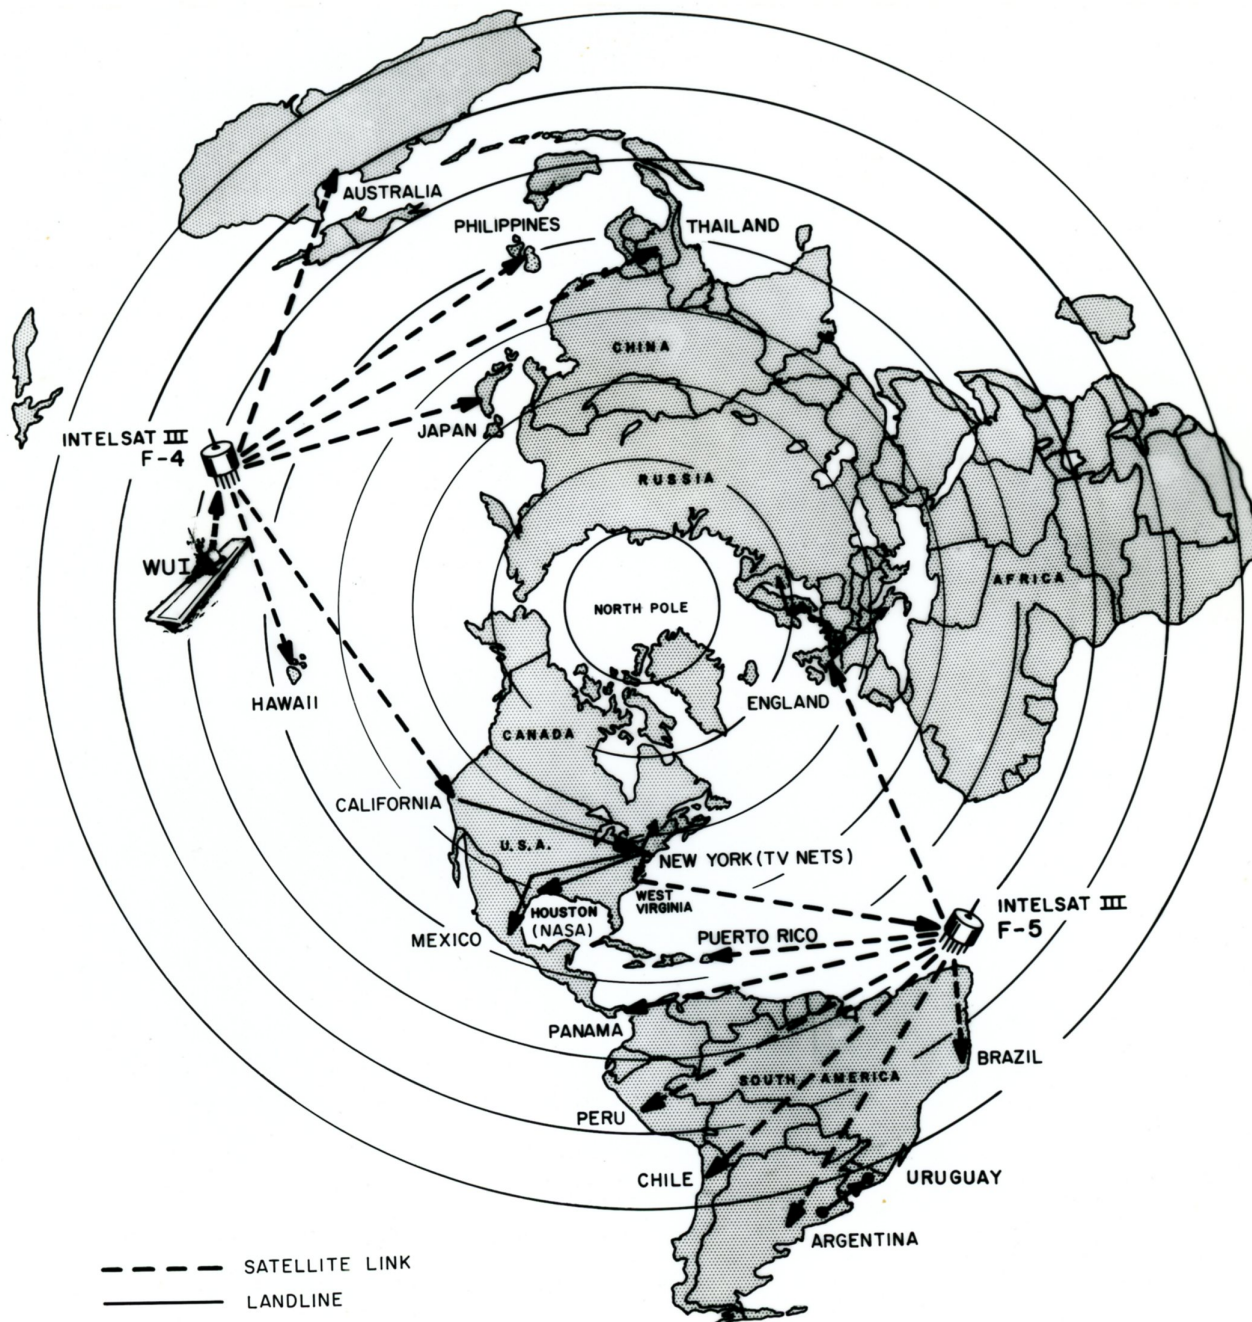 AUSTRALIA
PHILIPPINES
THAILAND
CHINA
JAPAN
INTELSAT III
F-4
RUSSIA
WUI
AFRICA
NORTH POLE
HAWAII
ENGLAND
CANADA
CALIFORNIA
U.S.A.
NEW YORK (TV NETS)
WEST
VIRGINIA
HOUSTON
(NASA)
MEXICO
PUERTO RICO
INTELSAT III
F-5
PANAMA
BRAZIL
SOUTH AMERICA
PERU
CHILE
URUGUAY
ARGENTINA
SATELLITE LINK
LANDLINE